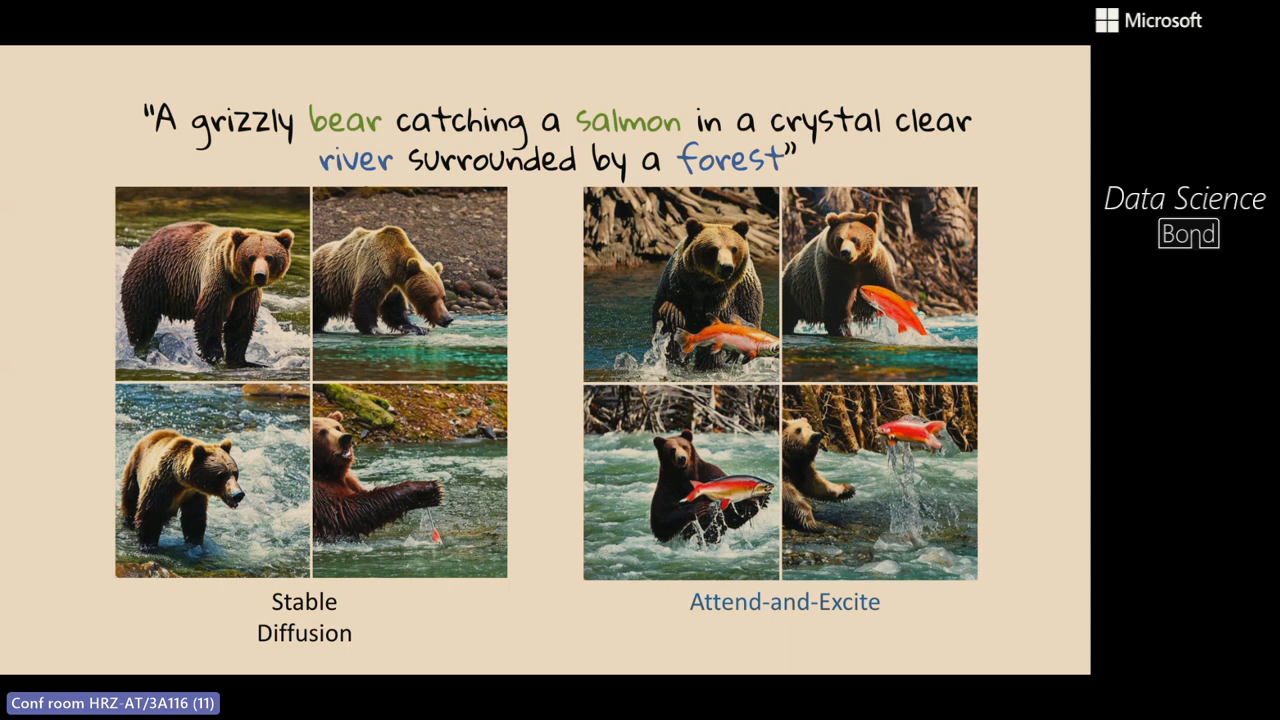 Microsoft
"A grizzly bear catching a salmon in a crystal clear
river surrounded by a forest"
Data Science
Bond
Stable
Diffusion
Attend-and-Excite
Conf room HRZ-AT/3A116 (11)